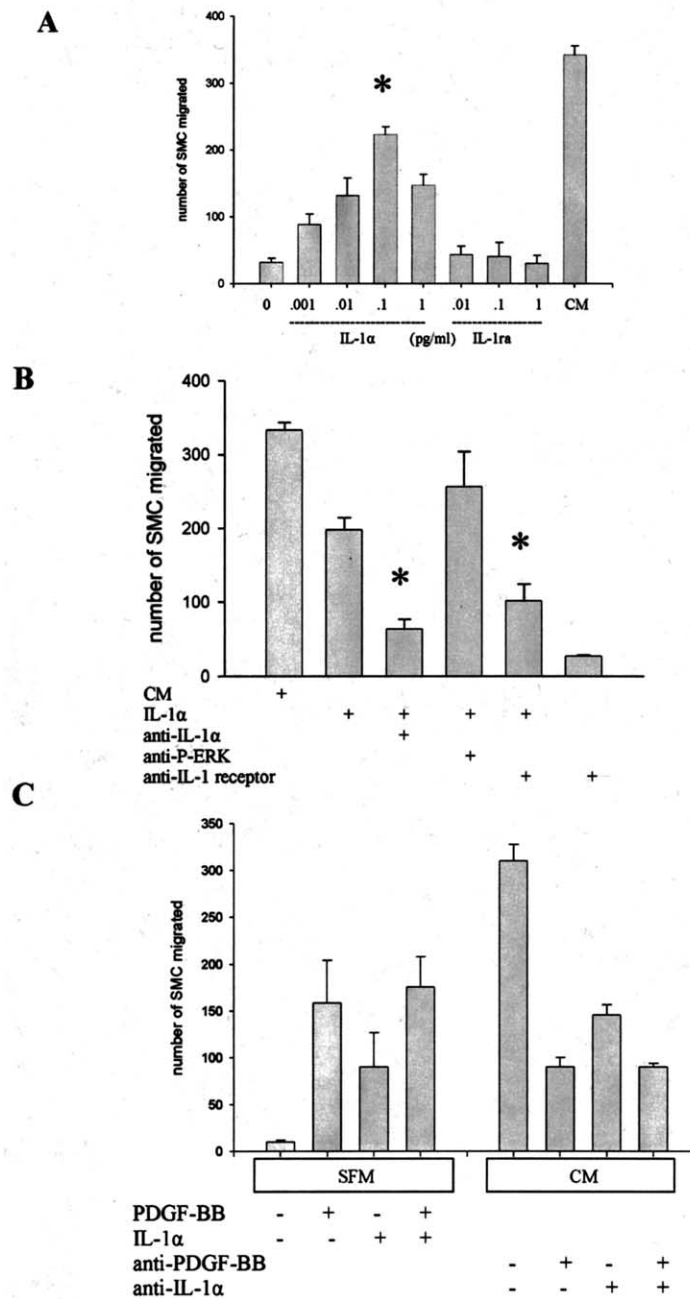 A
number of SMC migrated
400
300
200
100
0
*
0 .001 .01 .1 1 .01 .1 1 CM
IL-1α (pg/ml) IL-1ra
B
number of SMC migrated
400
300
200
100
0
* *
CM +
IL-1α + + + +
anti-IL-1α +
anti-P-ERK +
anti-IL-1 receptor + +
C
number of SMC migrated
350
300
250
200
150
100
50
0
SFM CM
PDGF-BB - + - +
IL-1α - - + +
anti-PDGF-BB - + - +
anti-IL-1α - - + +